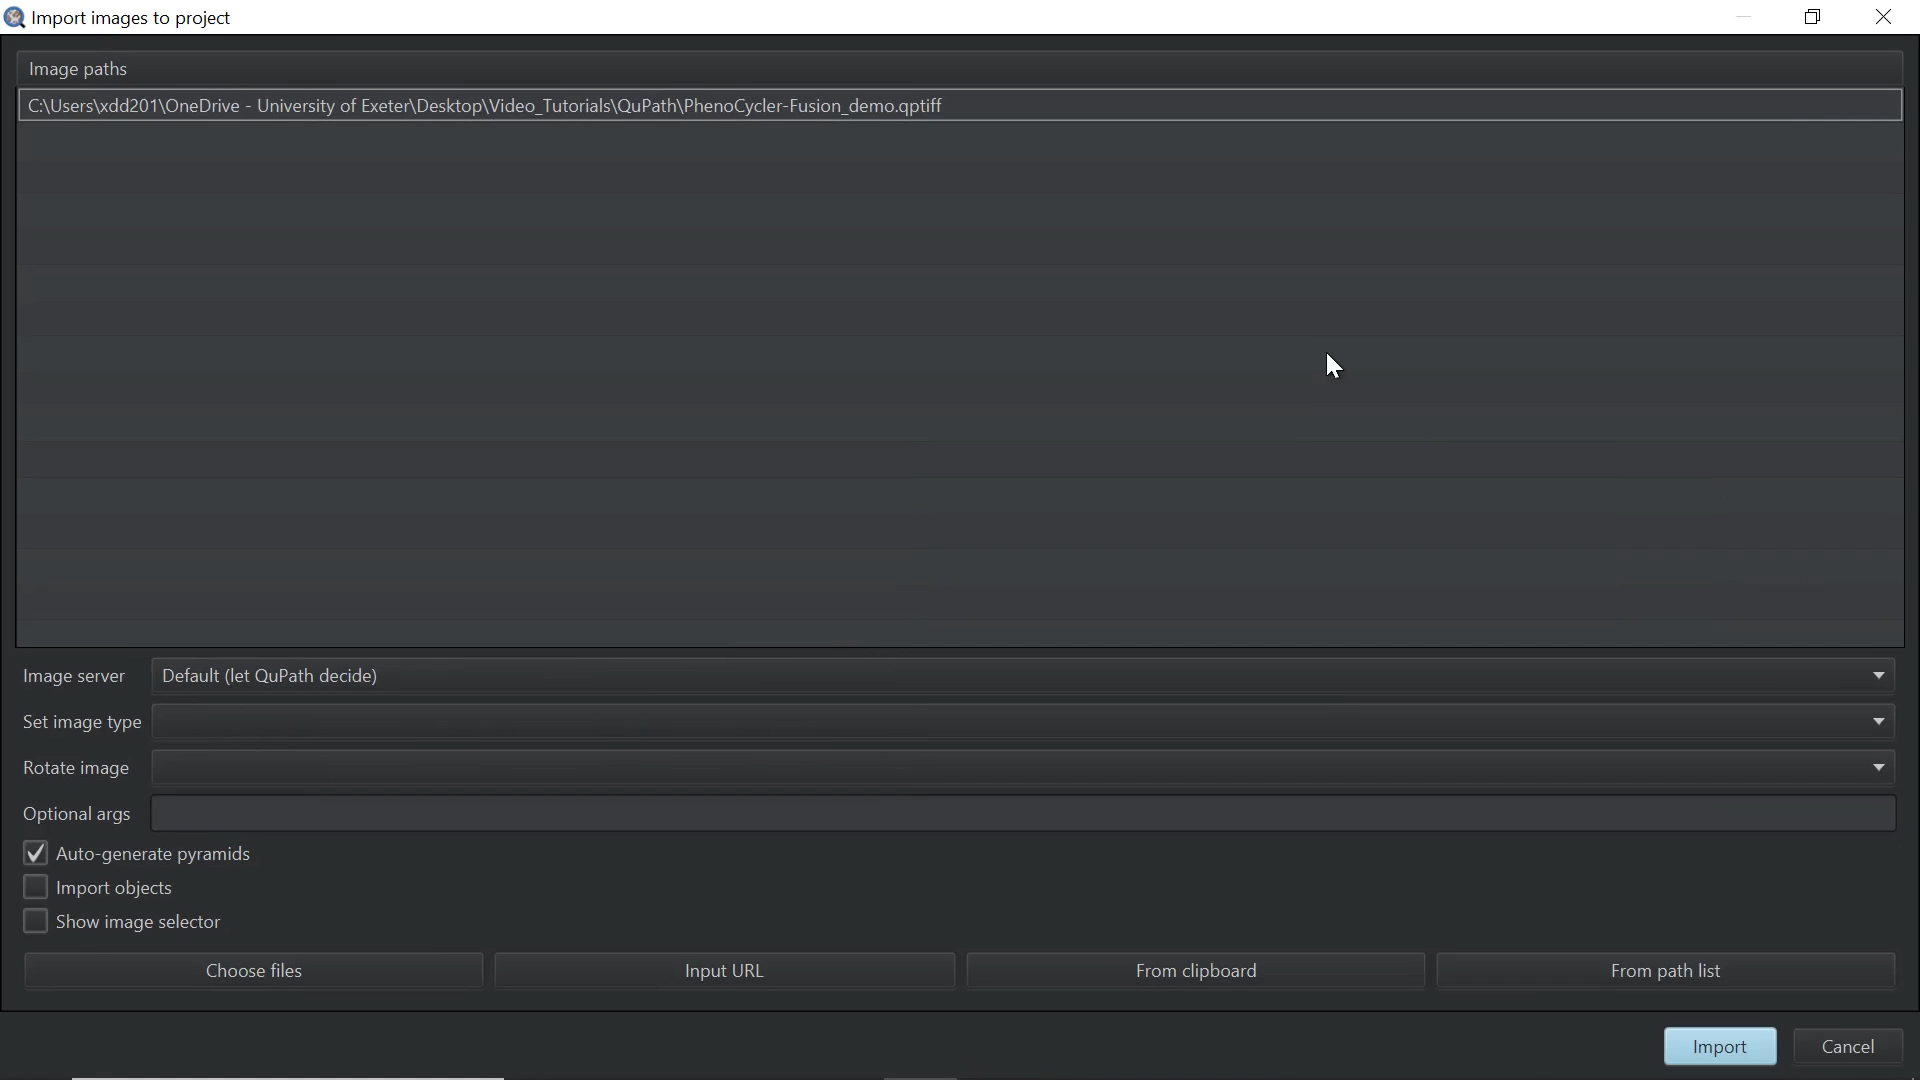 Import images to project
Image paths
C:\Users\xdd201\OneDrive - University of Exeter\Desktop\Video_Tutorials\QuPath\PhenoCycler-Fusion_demo.qptiff
Image server Default (let QuPath decide)
Set image type
Rotate image
Optional args
Auto-generate pyramids
Import objects
Show image selector
Choose files Input URL From clipboard From path list
Import Cancel